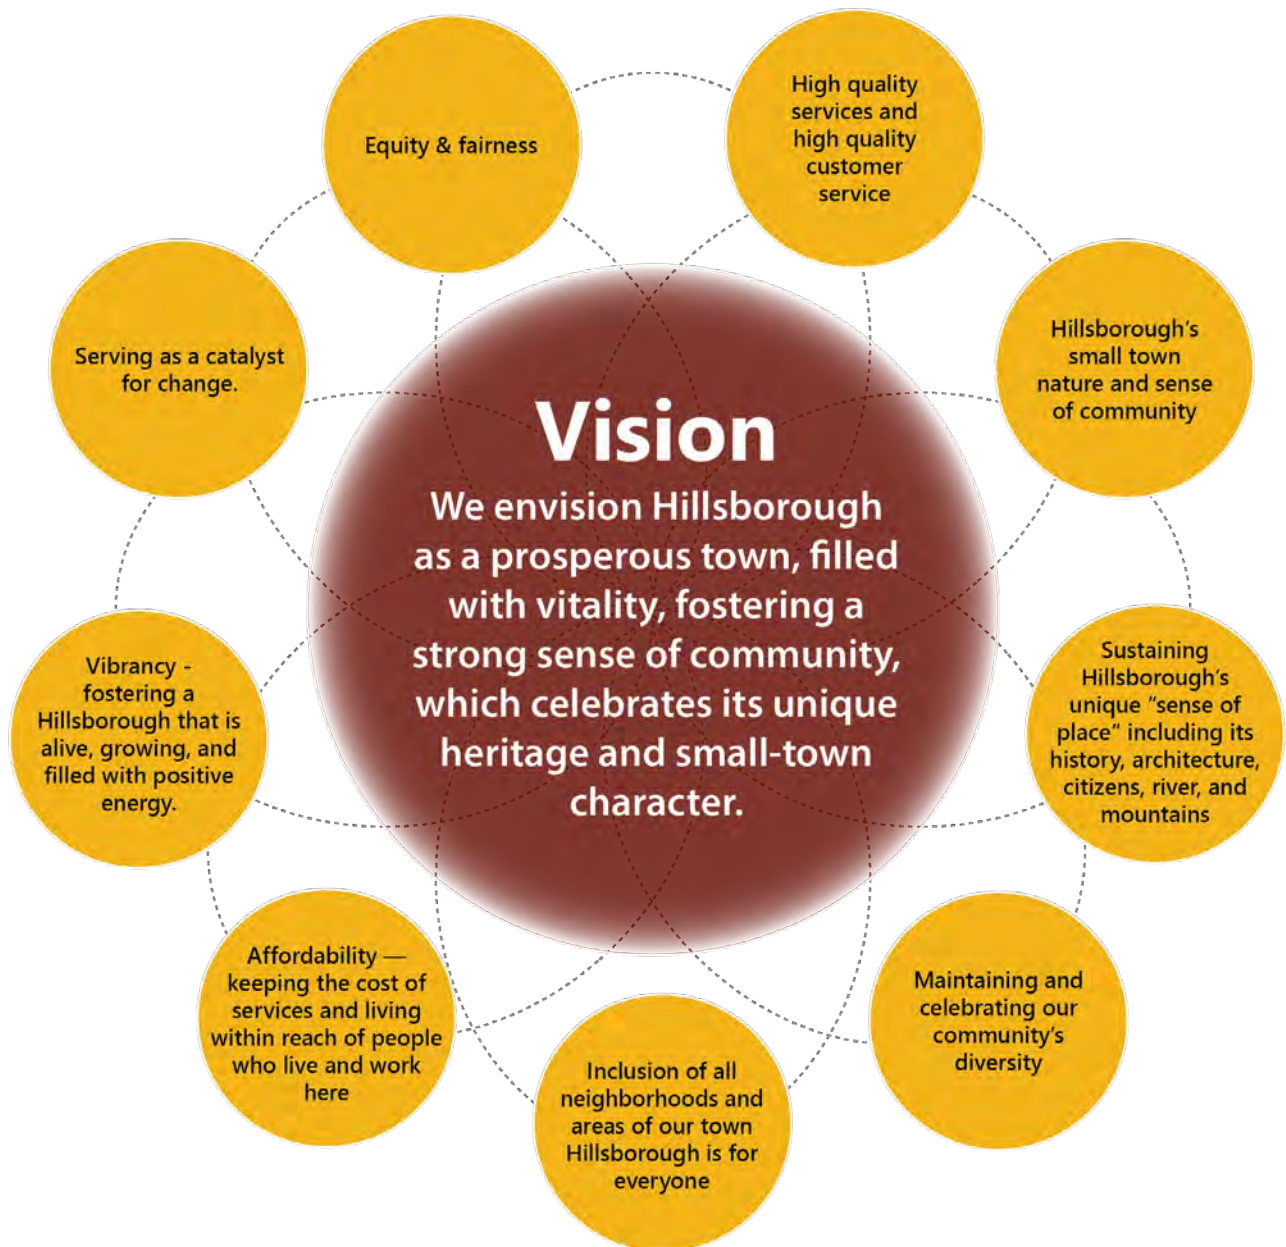 Equity & fairness
High quality
services and
high quality
customer
service
Serving as a catalyst
for change.
Hillsborough's
small town
nature and sense
of community
Vision
We envision Hillsborough
as a prosperous town, filled
with vitality, fostering a
strong sense of community,
which celebrates its unique
heritage and small-town
character.
Vibrancy -
fostering a
Hillsborough that is
alive, growing, and
filled with positive
energy.
Sustaining
Hillsborough's
unique "sense of
place" including its
history, architecture,
citizens, river, and
mountains
Affordability —
keeping the cost of
services and living
within reach of people
who live and work
here
Inclusion of all
neighborhoods and
areas of our town
Hillsborough is for
everyone
Maintaining and
celebrating our
community's
diversity